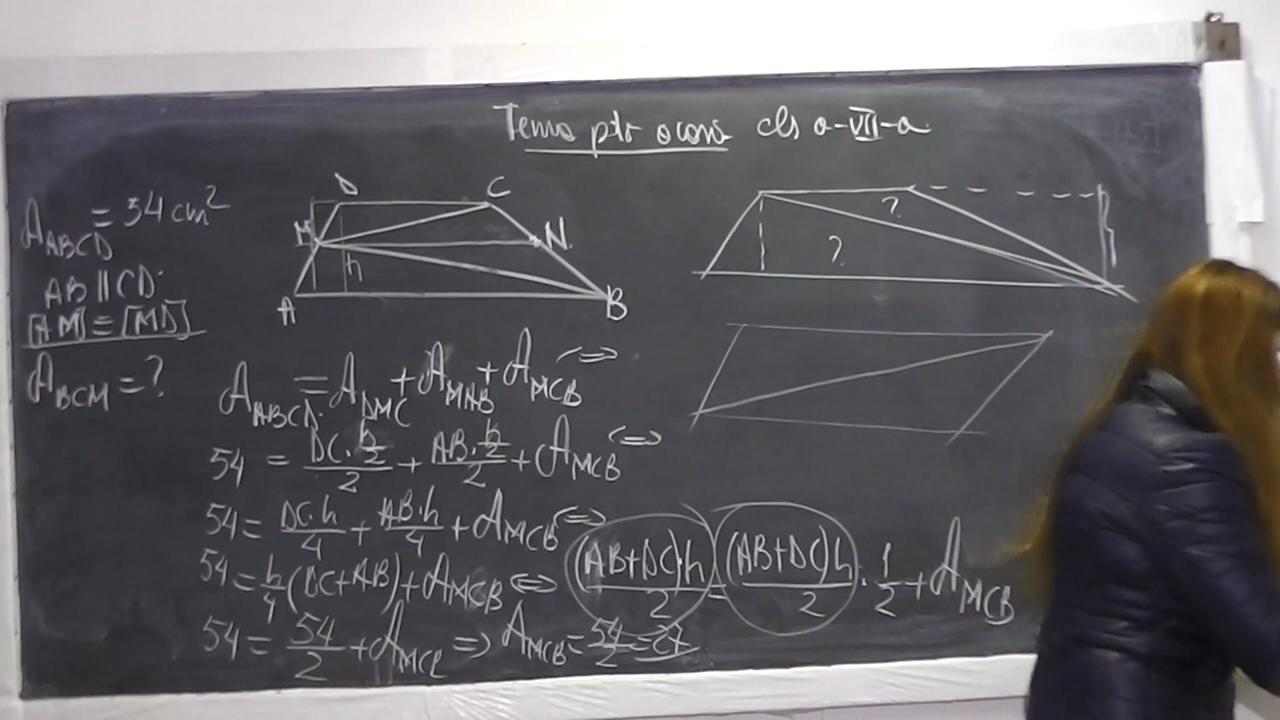 Tema ptr acasă cls a-VII-a
A_ABCD = 54 cm²
AB || CD
[AM] ≡ [MD]
A_BCM = ?
D C
M N
h
A B
? h
?
A_ABCD = A_DMC + A_MAB + A_MCB ⇔
54 = (DC · h/2)/2 + (AB · h/2)/2 + A_MCB ⇔
54 = DC·h/4 + AB·h/4 + A_MCB ⇔
54 = h/4 (DC + AB) + A_MCB ⇔ (AB+DC)·h/2 = (AB+DC)h/2 · 1/2 + A_MCB
54 = 54/2 + A_MCB ⇒ A_MCB = 54/2 = 27